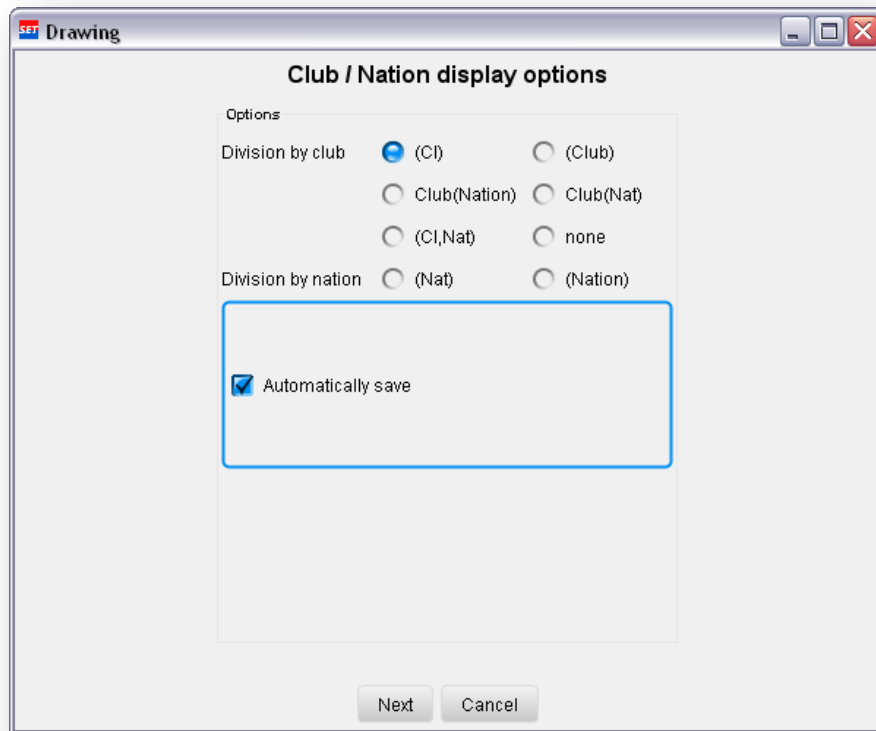 SET Drawing
Club / Nation display options
Options
Division by club (Cl) (Club)
Club(Nation) Club(Nat)
(Cl,Nat) none
Division by nation (Nat) (Nation)
Automatically save
Next Cancel